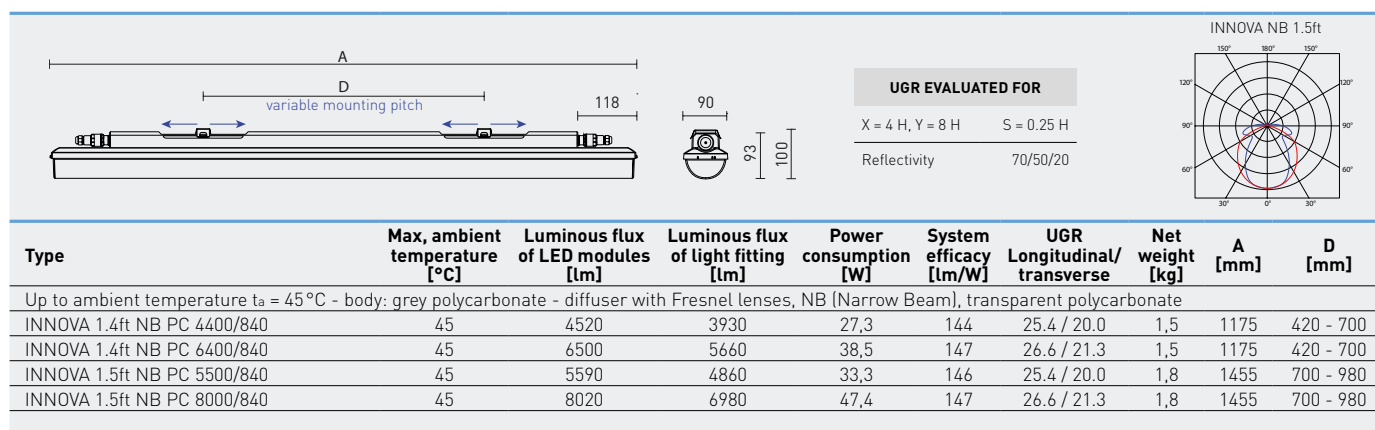 INNOVA NB 1.5ft
150° 180° 150°
120° 120°
90° 90°
60° 60°
30° 0° 30°
A
D
variable mounting pitch
118
90
93
100
UGR EVALUATED FOR
X = 4 H, Y = 8 H S = 0.25 H
Reflectivity 70/50/20
Type Max, ambient temperature [°C] Luminous flux of LED modules [lm] Luminous flux of light fitting [lm] Power consumption [W] System efficacy [lm/W] UGR Longitudinal/ transverse Net weight [kg] A [mm] D [mm]
Up to ambient temperature ta = 45°C - body: grey polycarbonate - diffuser with Fresnel lenses, NB (Narrow Beam), transparent polycarbonate
INNOVA 1.4ft NB PC 4400/840 45 4520 3930 27,3 144 25.4 / 20.0 1,5 1175 420 - 700
INNOVA 1.4ft NB PC 6400/840 45 6500 5660 38,5 147 26.6 / 21.3 1,5 1175 420 - 700
INNOVA 1.5ft NB PC 5500/840 45 5590 4860 33,3 146 25.4 / 20.0 1,8 1455 700 - 980
INNOVA 1.5ft NB PC 8000/840 45 8020 6980 47,4 147 26.6 / 21.3 1,8 1455 700 - 980